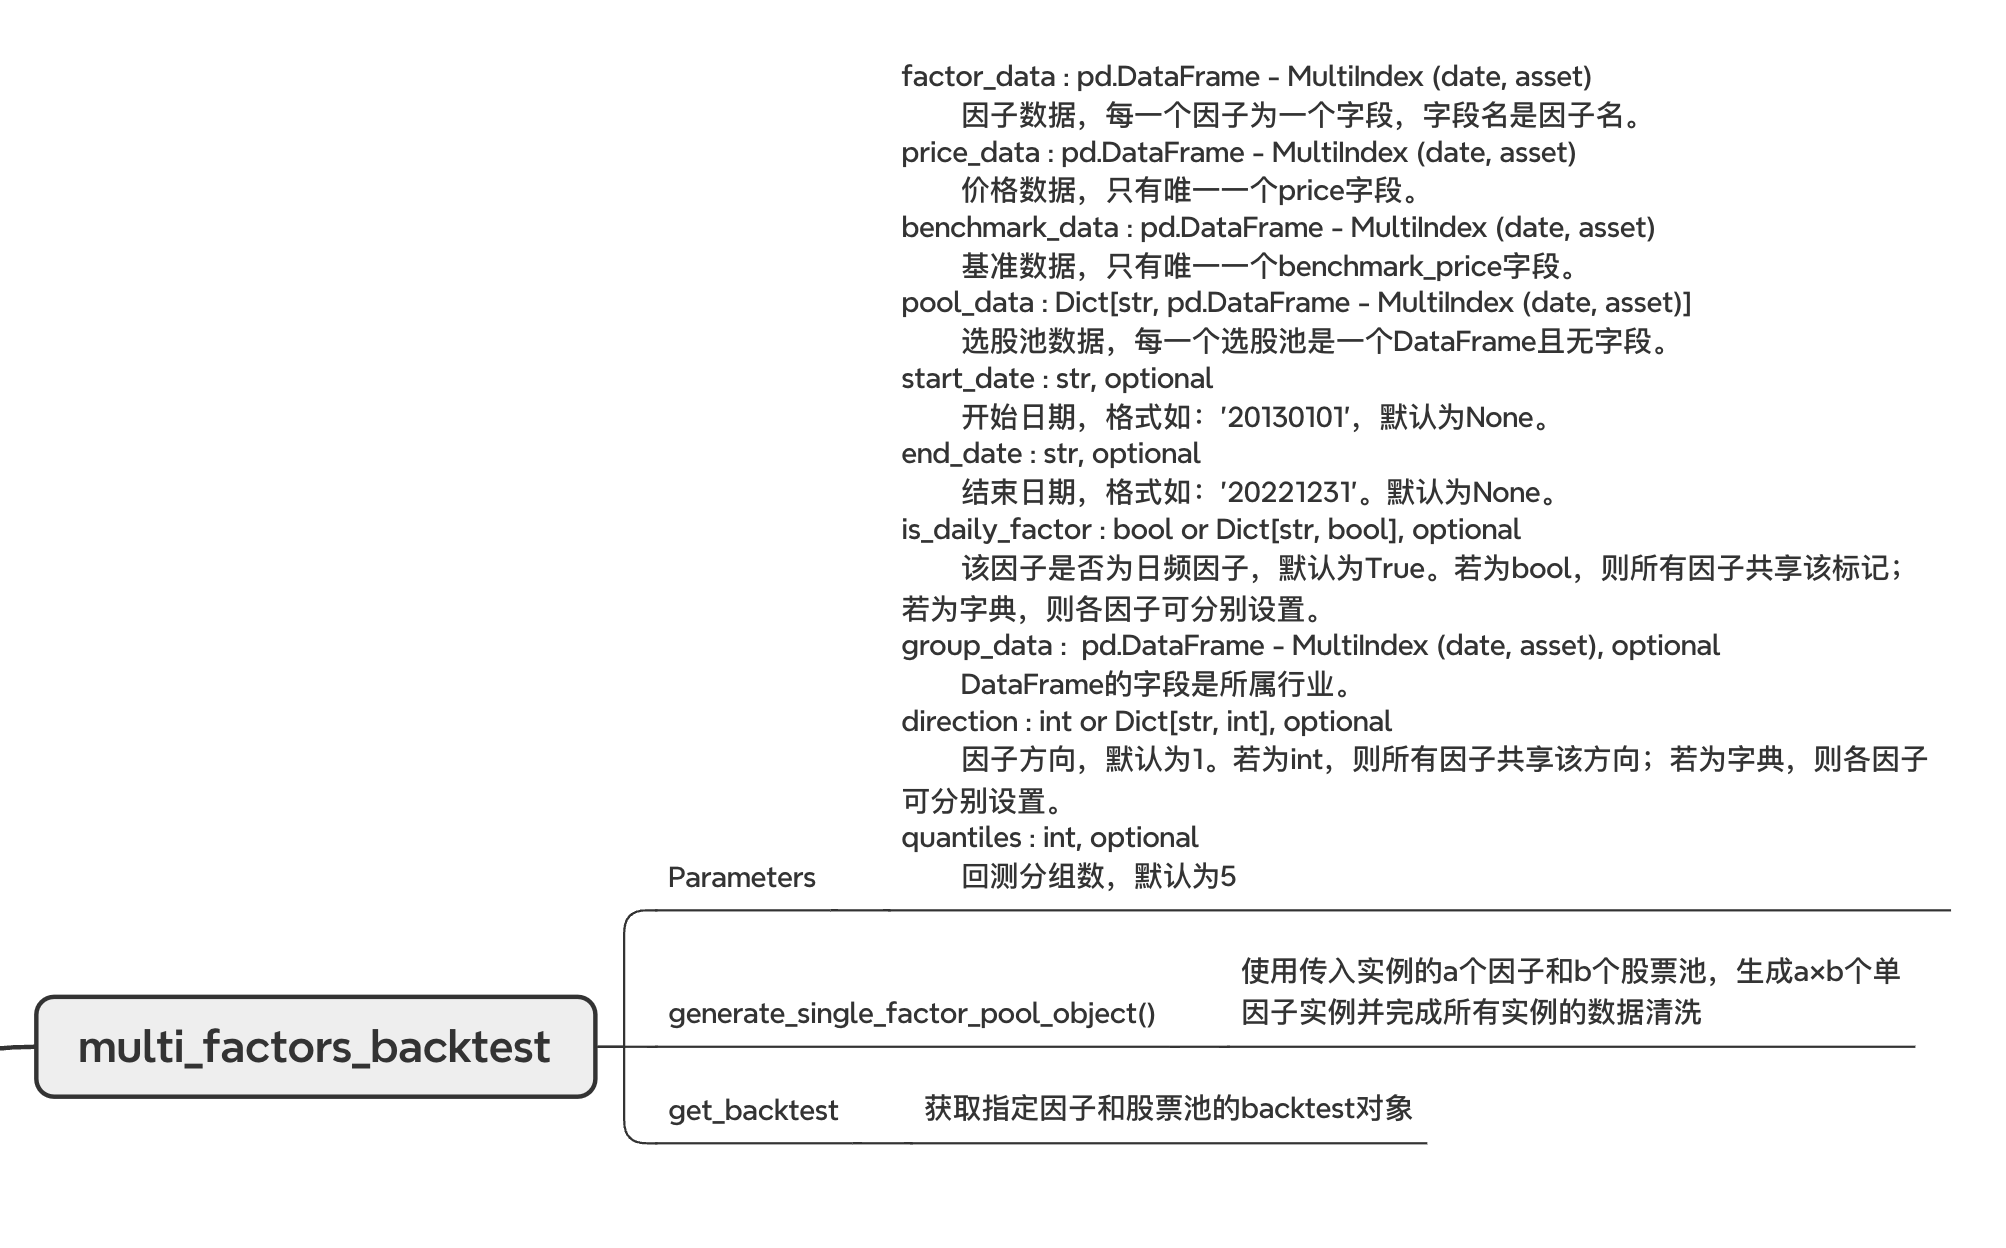 factor_data : pd.DataFrame - MultiIndex (date, asset)
因子数据，每一个因子为一个字段，字段名是因子名。
price_data : pd.DataFrame - MultiIndex (date, asset)
价格数据，只有唯一一个price字段。
benchmark_data : pd.DataFrame - MultiIndex (date, asset)
基准数据，只有唯一一个benchmark_price字段。
pool_data : Dict[str, pd.DataFrame - MultiIndex (date, asset)]
选股池数据，每一个选股池是一个DataFrame且无字段。
start_date : str, optional
开始日期，格式如：'20130101'，默认为None。
end_date : str, optional
结束日期，格式如：'20221231'。默认为None。
is_daily_factor : bool or Dict[str, bool], optional
该因子是否为日频因子，默认为True。若为bool，则所有因子共享该标记；
若为字典，则各因子可分别设置。
group_data :  pd.DataFrame - MultiIndex (date, asset), optional
DataFrame的字段是所属行业。
direction : int or Dict[str, int], optional
因子方向，默认为1。若为int，则所有因子共享该方向；若为字典，则各因子
可分别设置。
quantiles : int, optional
回测分组数，默认为5
Parameters
使用传入实例的a个因子和b个股票池，生成a×b个单
因子实例并完成所有实例的数据清洗
generate_single_factor_pool_object()
multi_factors_backtest
get_backtest
获取指定因子和股票池的backtest对象